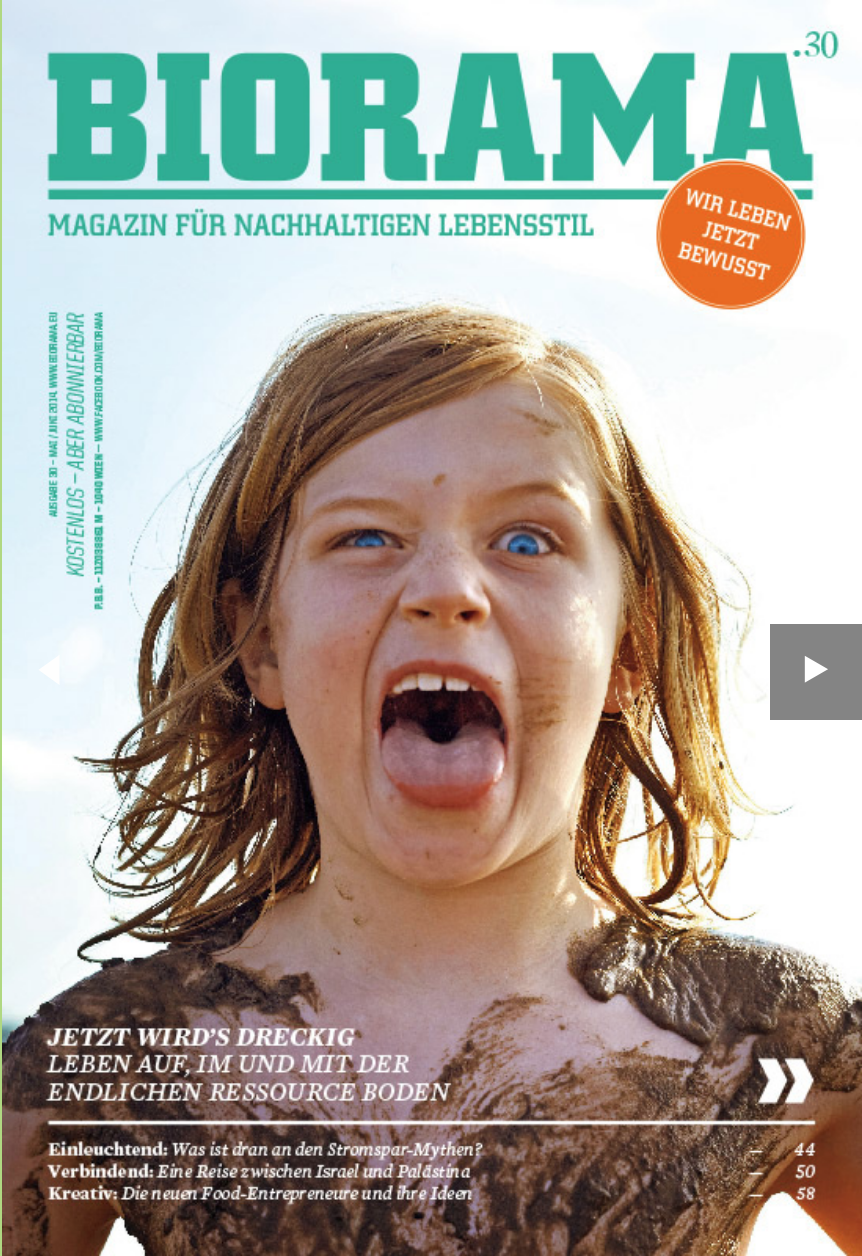 BIORAMA
.30
MAGAZIN FÜR NACHHALTIGEN LEBENSSTIL
WIR LEBEN
JETZT
BEWUSST
AUSGABE 30 – MAI / JUNI 2014, WWW.BIORAMA.EU
KOSTENLOS – ABER ABONNIERBAR
P.B.B. – 11Z038861 M – 1040 WIEN – WWW.FACEBOOK.COM/BIORAMA
JETZT WIRD'S DRECKIG
LEBEN AUF, IM UND MIT DER
ENDLICHEN RESSOURCE BODEN
Einleuchtend: Was ist dran an den Stromspar-Mythen? – 44
Verbindend: Eine Reise zwischen Israel und Palästina – 50
Kreativ: Die neuen Food-Entrepreneure und ihre Ideen – 58